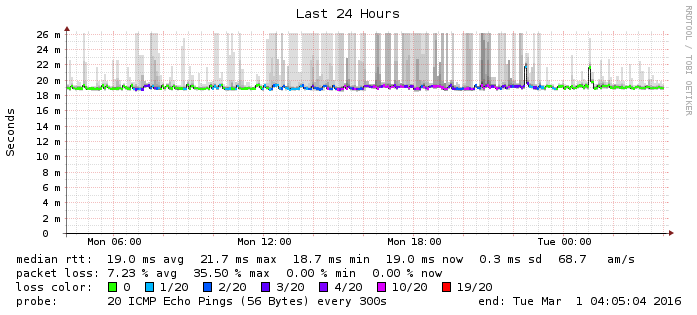 Last 24 Hours
RRDTOOL / TOBI OETIKER
Seconds
26 m
24 m
22 m
20 m
18 m
16 m
14 m
12 m
10 m
8 m
6 m
4 m
2 m
0
Mon 06:00 Mon 12:00 Mon 18:00 Tue 00:00
median rtt: 19.0 ms avg 21.7 ms max 18.7 ms min 19.0 ms now 0.3 ms sd 68.7 am/s
packet loss: 7.23 % avg 35.50 % max 0.00 % min 0.00 % now
loss color: 0 1/20 2/20 3/20 4/20 10/20 19/20
probe: 20 ICMP Echo Pings (56 Bytes) every 300s end: Tue Mar 1 04:05:04 2016